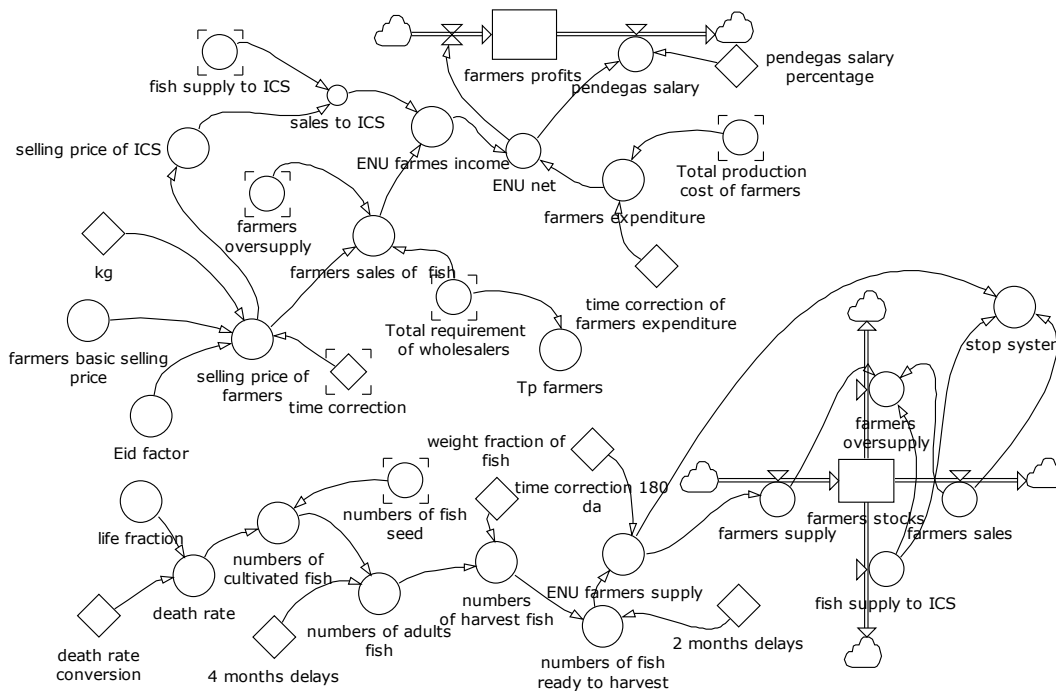 farmers profits
pendegas salary
pendegas salary
percentage
fish supply to ICS
sales to ICS
selling price of ICS
ENU farmes income
ENU net
Total production
cost of farmers
farmers expenditure
farmers
oversupply
farmers sales of fish
kg
time correction of
farmers expenditure
Total requirement
of wholesalers
farmers basic selling
price
selling price of
farmers
time correction
Tp farmers
stop system
Eid factor
farmers
oversupply
weight fraction of
fish
time correction 180
da
farmers supply
farmers stocks
farmers sales
life fraction
numbers of fish
seed
numbers of
cultivated fish
death rate
ENU farmers supply
fish supply to ICS
numbers of adults
fish
numbers
of harvest fish
death rate
conversion
4 months delays
2 months delays
numbers of fish
ready to harvest